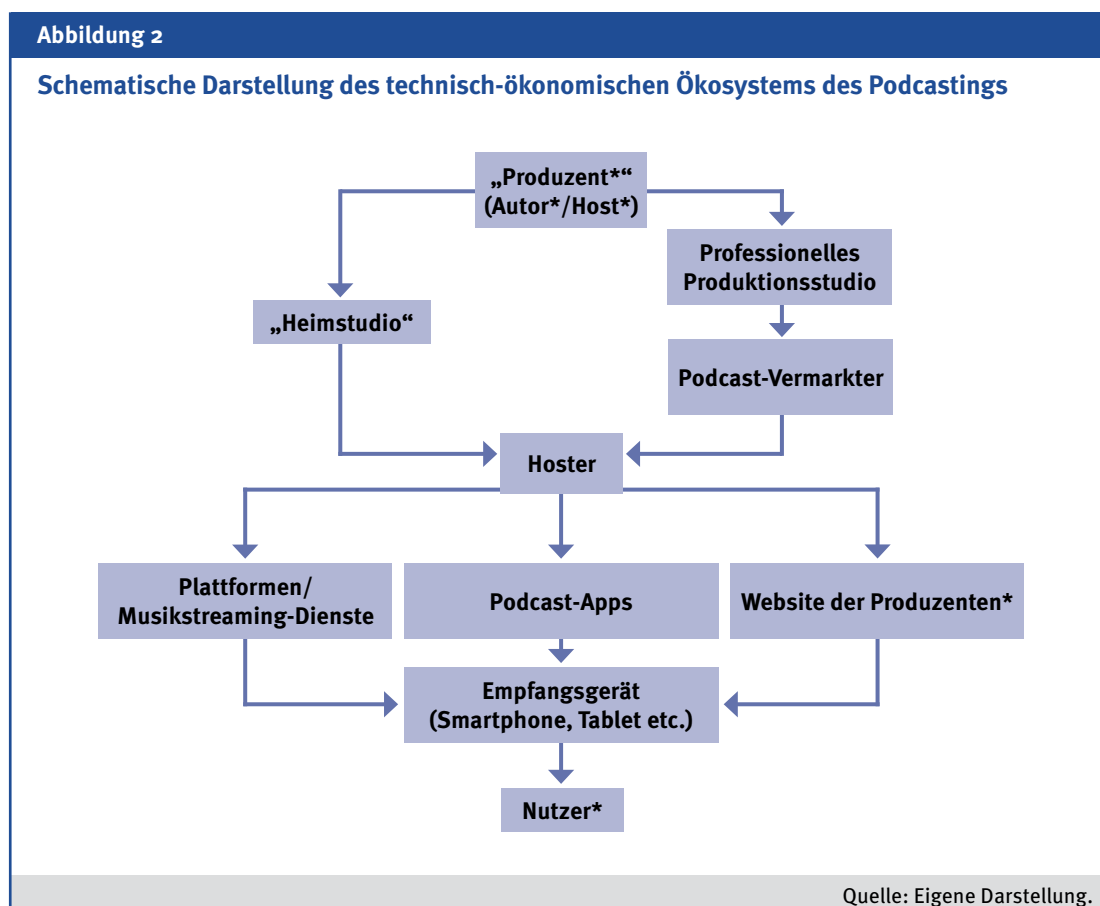 Abbildung 2
Schematische Darstellung des technisch-ökonomischen Ökosystems des Podcastings
„Produzent*“
(Autor*/Host*)
Professionelles
Produktionsstudio
„Heimstudio“
Podcast-Vermarkter
Hoster
Plattformen/
Musikstreaming-Dienste
Podcast-Apps
Website der Produzenten*
Empfangsgerät
(Smartphone, Tablet etc.)
Nutzer*
Quelle: Eigene Darstellung.